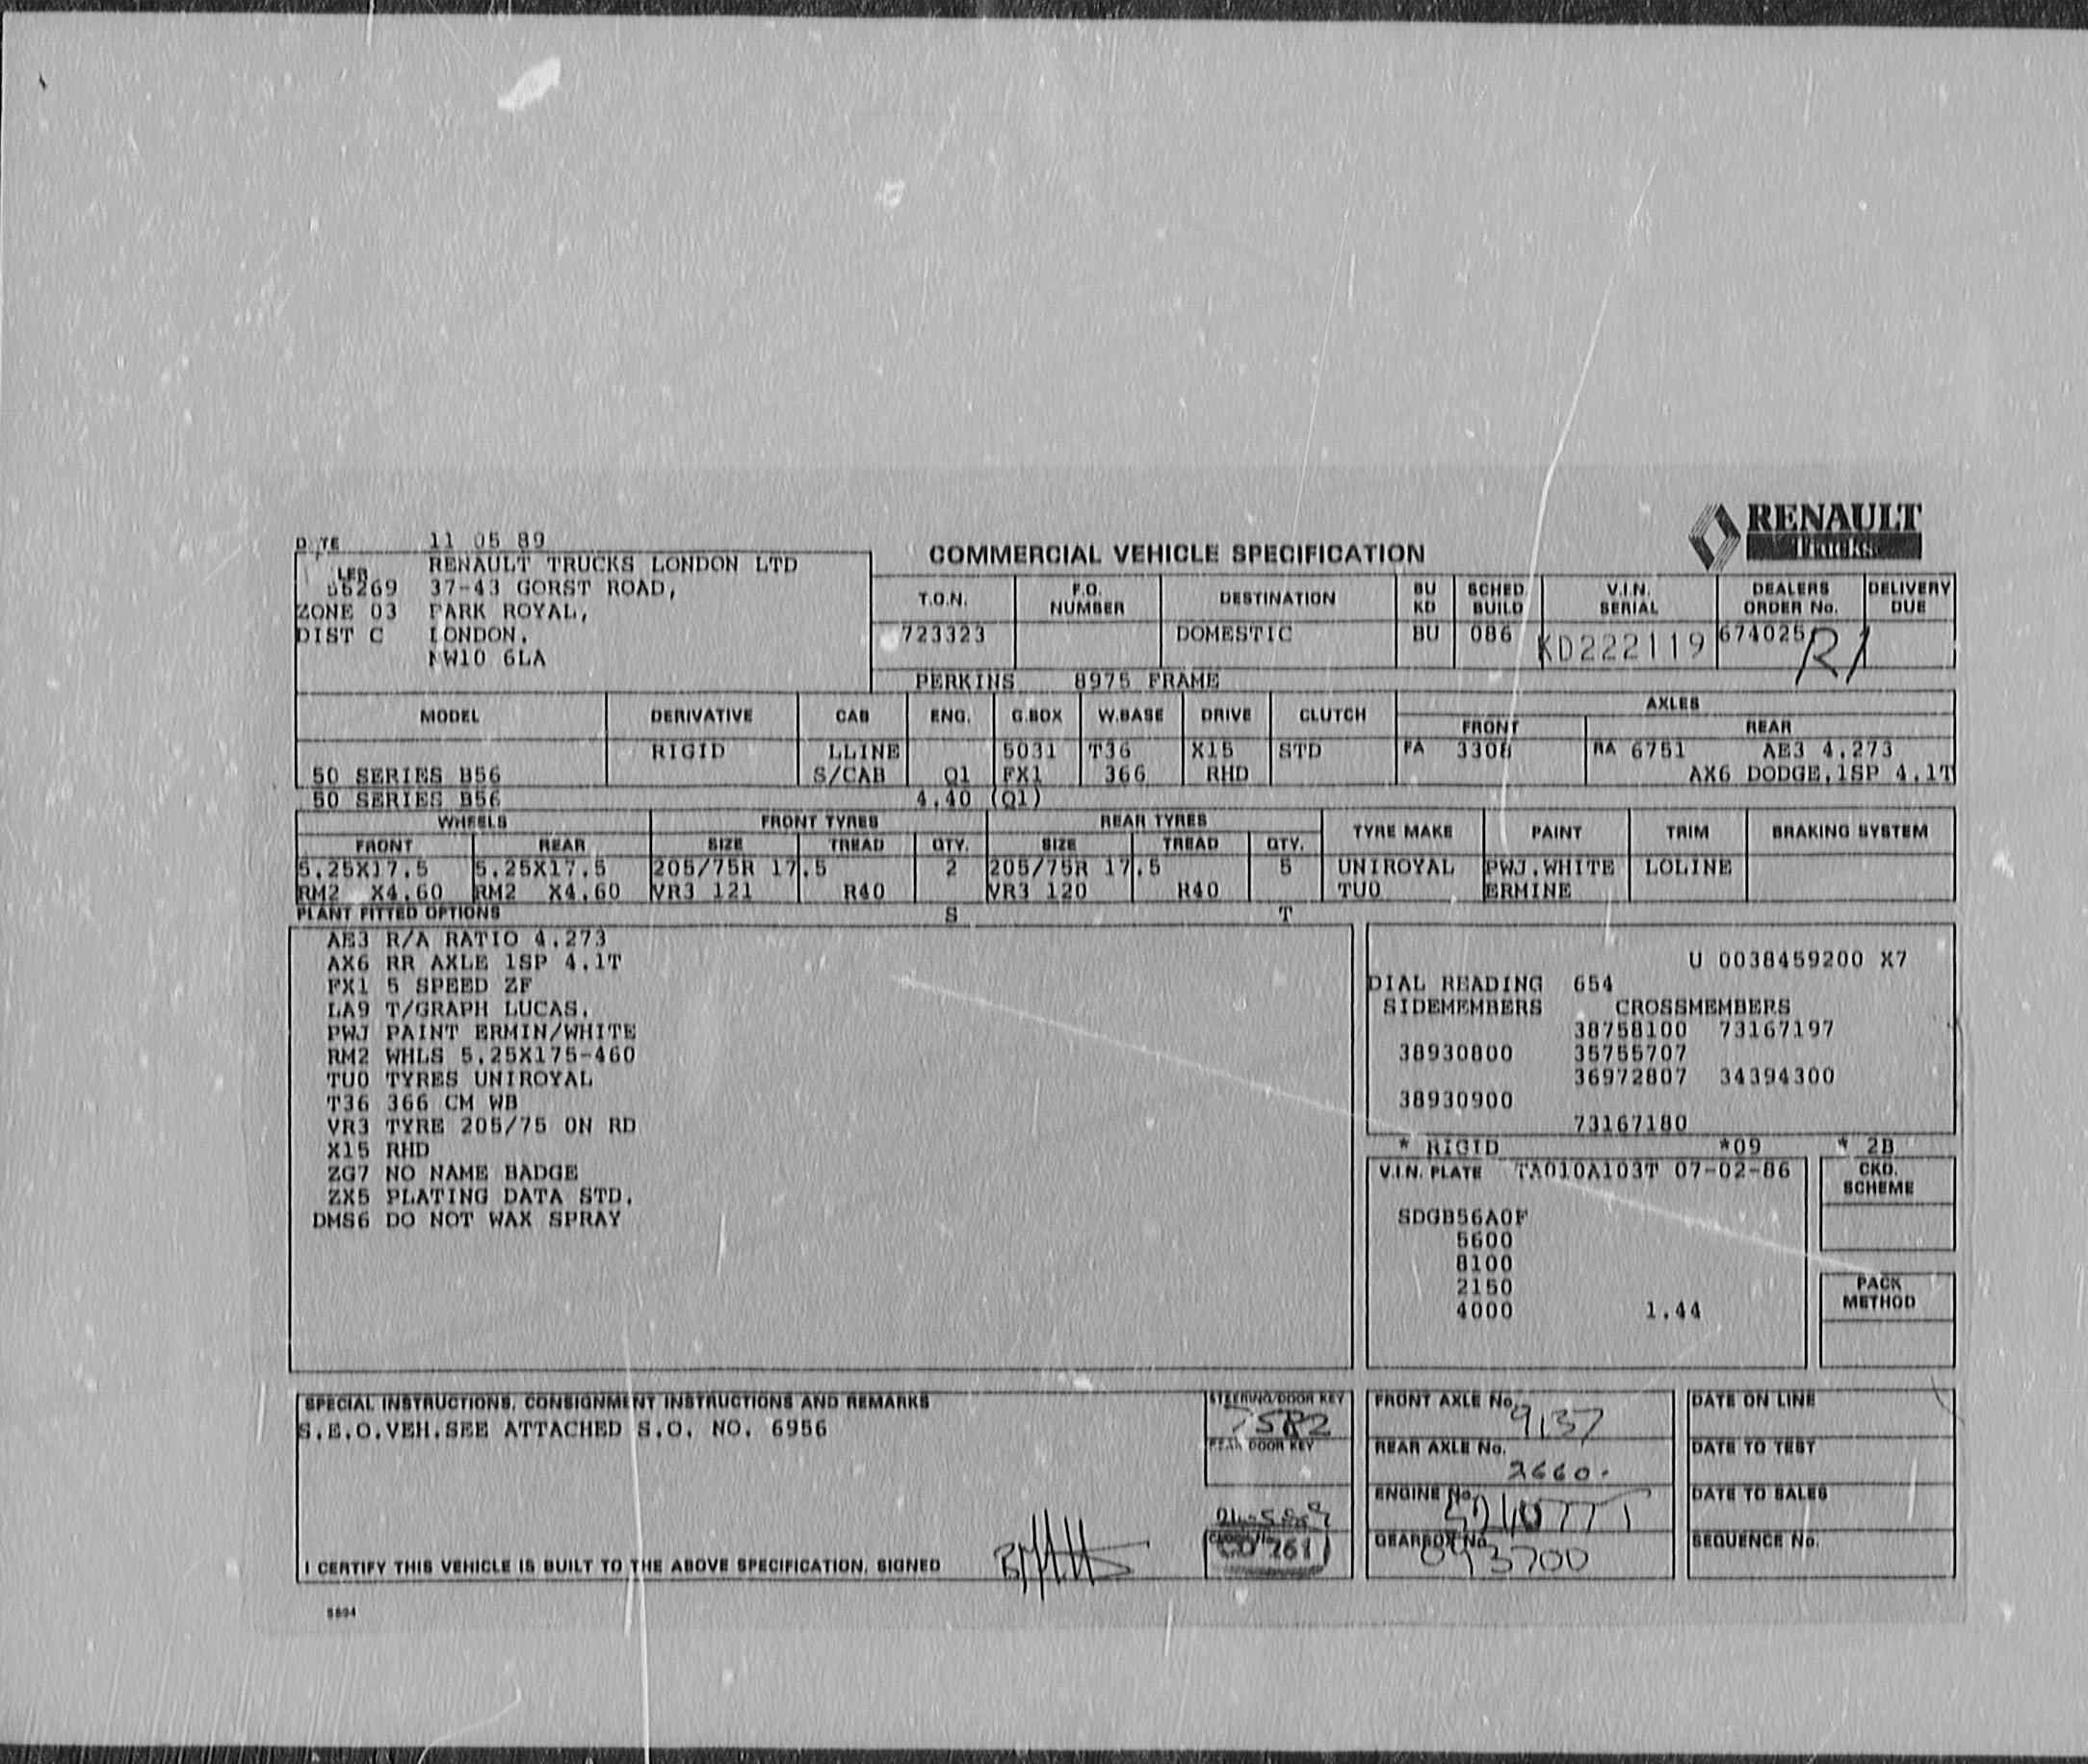 RENAULT
Trucks
DATE 11 05 89
COMMERCIAL VEHICLE SPECIFICATION
RENAULT TRUCKS LONDON LTD
37-43 GORST ROAD,
ZONE 03 PARK ROYAL,
DIST C LONDON.
NW10 6LA
T.O.N. F.O. NUMBER DESTINATION BU KD SCHED. BUILD V.I.N. SERIAL DEALERS ORDER No. DELIVERY DUE
723323 DOMESTIC BU 086 KD222119 674025 R1
PERKINS 8975 FRAME
MODEL DERIVATIVE CAB ENG. G.BOX W.BASE DRIVE CLUTCH AXLES
FRONT REAR
RIGID LLINE 5031 T36 X15 STD FA 3308 RA 6751 AE3 4.273
50 SERIES B56 S/CAB Q1 FX1 366 RHD AX6 DODGE,1SP 4.1T
50 SERIES B56 4.40 (Q1)
WHEELS FRONT TYRES REAR TYRES TYRE MAKE PAINT TRIM BRAKING SYSTEM
FRONT REAR SIZE TREAD QTY. SIZE TREAD QTY.
5.25X17.5 5.25X17.5 205/75R 17.5 2 205/75R 17.5 5 UNIROYAL PWJ.WHITE LOLINE
RM2 X4.60 RM2 X4.60 VR3 121 R40 VR3 120 R40 TU0 ERMINE
PLANT FITTED OPTIONS S T
AE3 R/A RATIO 4.273
AX6 RR AXLE 1SP 4.1T
FX1 5 SPEED ZF
LA9 T/GRAPH LUCAS.
PWJ PAINT ERMIN/WHITE
RM2 WHLS 5.25X175-460
TU0 TYRES UNIROYAL
T36 366 CM WB
VR3 TYRE 205/75 ON RD
X15 RHD
ZG7 NO NAME BADGE
ZX5 PLATING DATA STD.
DMS6 DO NOT WAX SPRAY
U 0038459200 X7
DIAL READING 654
SIDEMEMBERS CROSSMEMBERS
38758100 73167197
38930800 35755707
36972807 34394300
38930900
73167180
* RIGID *09 * 2B
V.I.N. PLATE TA010A103T 07-02-86
CKD. SCHEME
SDGB56A0F
5600
8100
2150
4000 1.44
PACK METHOD
SPECIAL INSTRUCTIONS, CONSIGNMENT INSTRUCTIONS AND REMARKS
S.E.O.VEH.SEE ATTACHED S.O. NO. 6956
STEERING/DOOR KEY
REAR DOOR KEY
FRONT AXLE No. 9137
REAR AXLE No. 2660.
ENGINE No.
GEARBOX No. 093700
DATE ON LINE
DATE TO TEST
DATE TO SALES
SEQUENCE No.
I CERTIFY THIS VEHICLE IS BUILT TO THE ABOVE SPECIFICATION. SIGNED